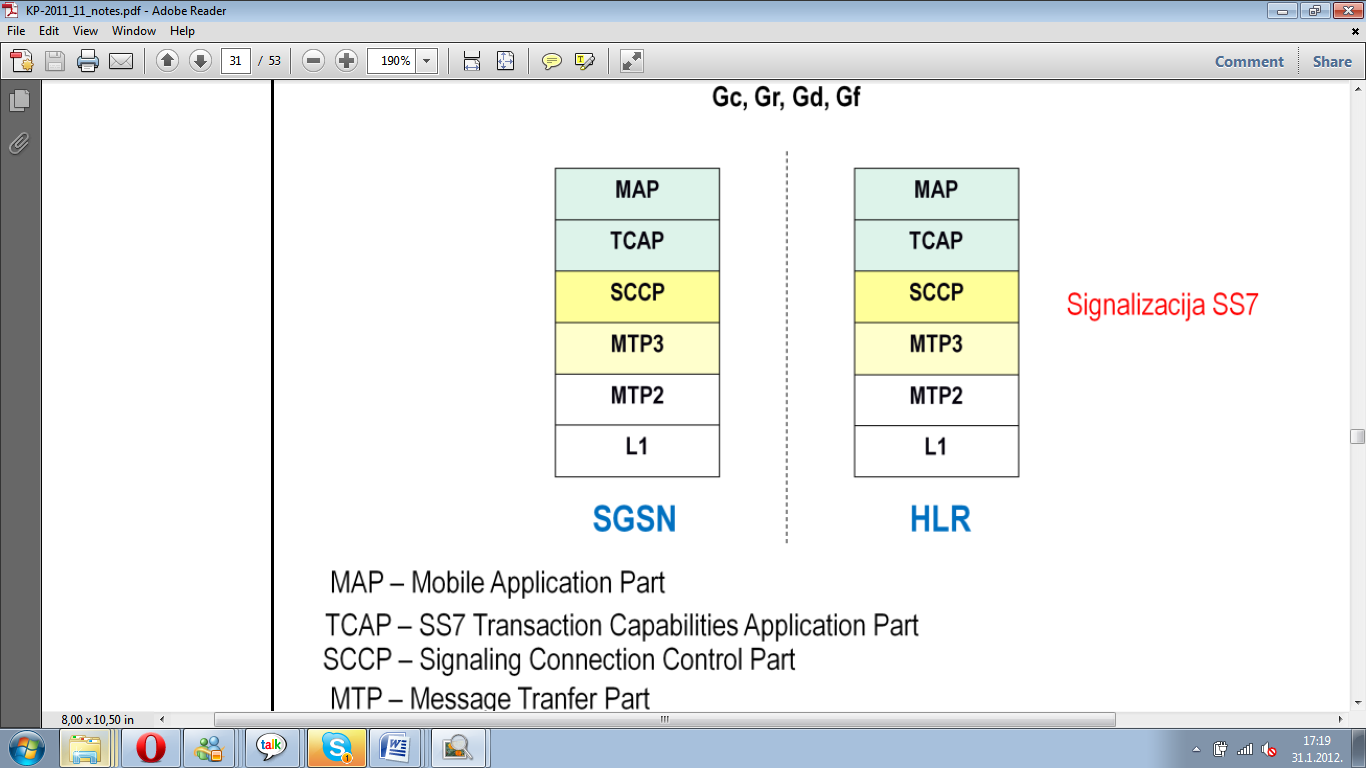 KP-2011_11_notes.pdf - Adobe Reader
File Edit View Window Help
31 / 53 190% Comment Share
Gc, Gr, Gd, Gf
MAP MAP
TCAP TCAP
SCCP SCCP
Signalizacija SS7
MTP3 MTP3
MTP2 MTP2
L1 L1
SGSN HLR
MAP – Mobile Application Part
TCAP – SS7 Transaction Capabilities Application Part
SCCP – Signaling Connection Control Part
MTP – Message Tranfer Part
8,00 x 10,50 in
talk
17:19
31.1.2012.